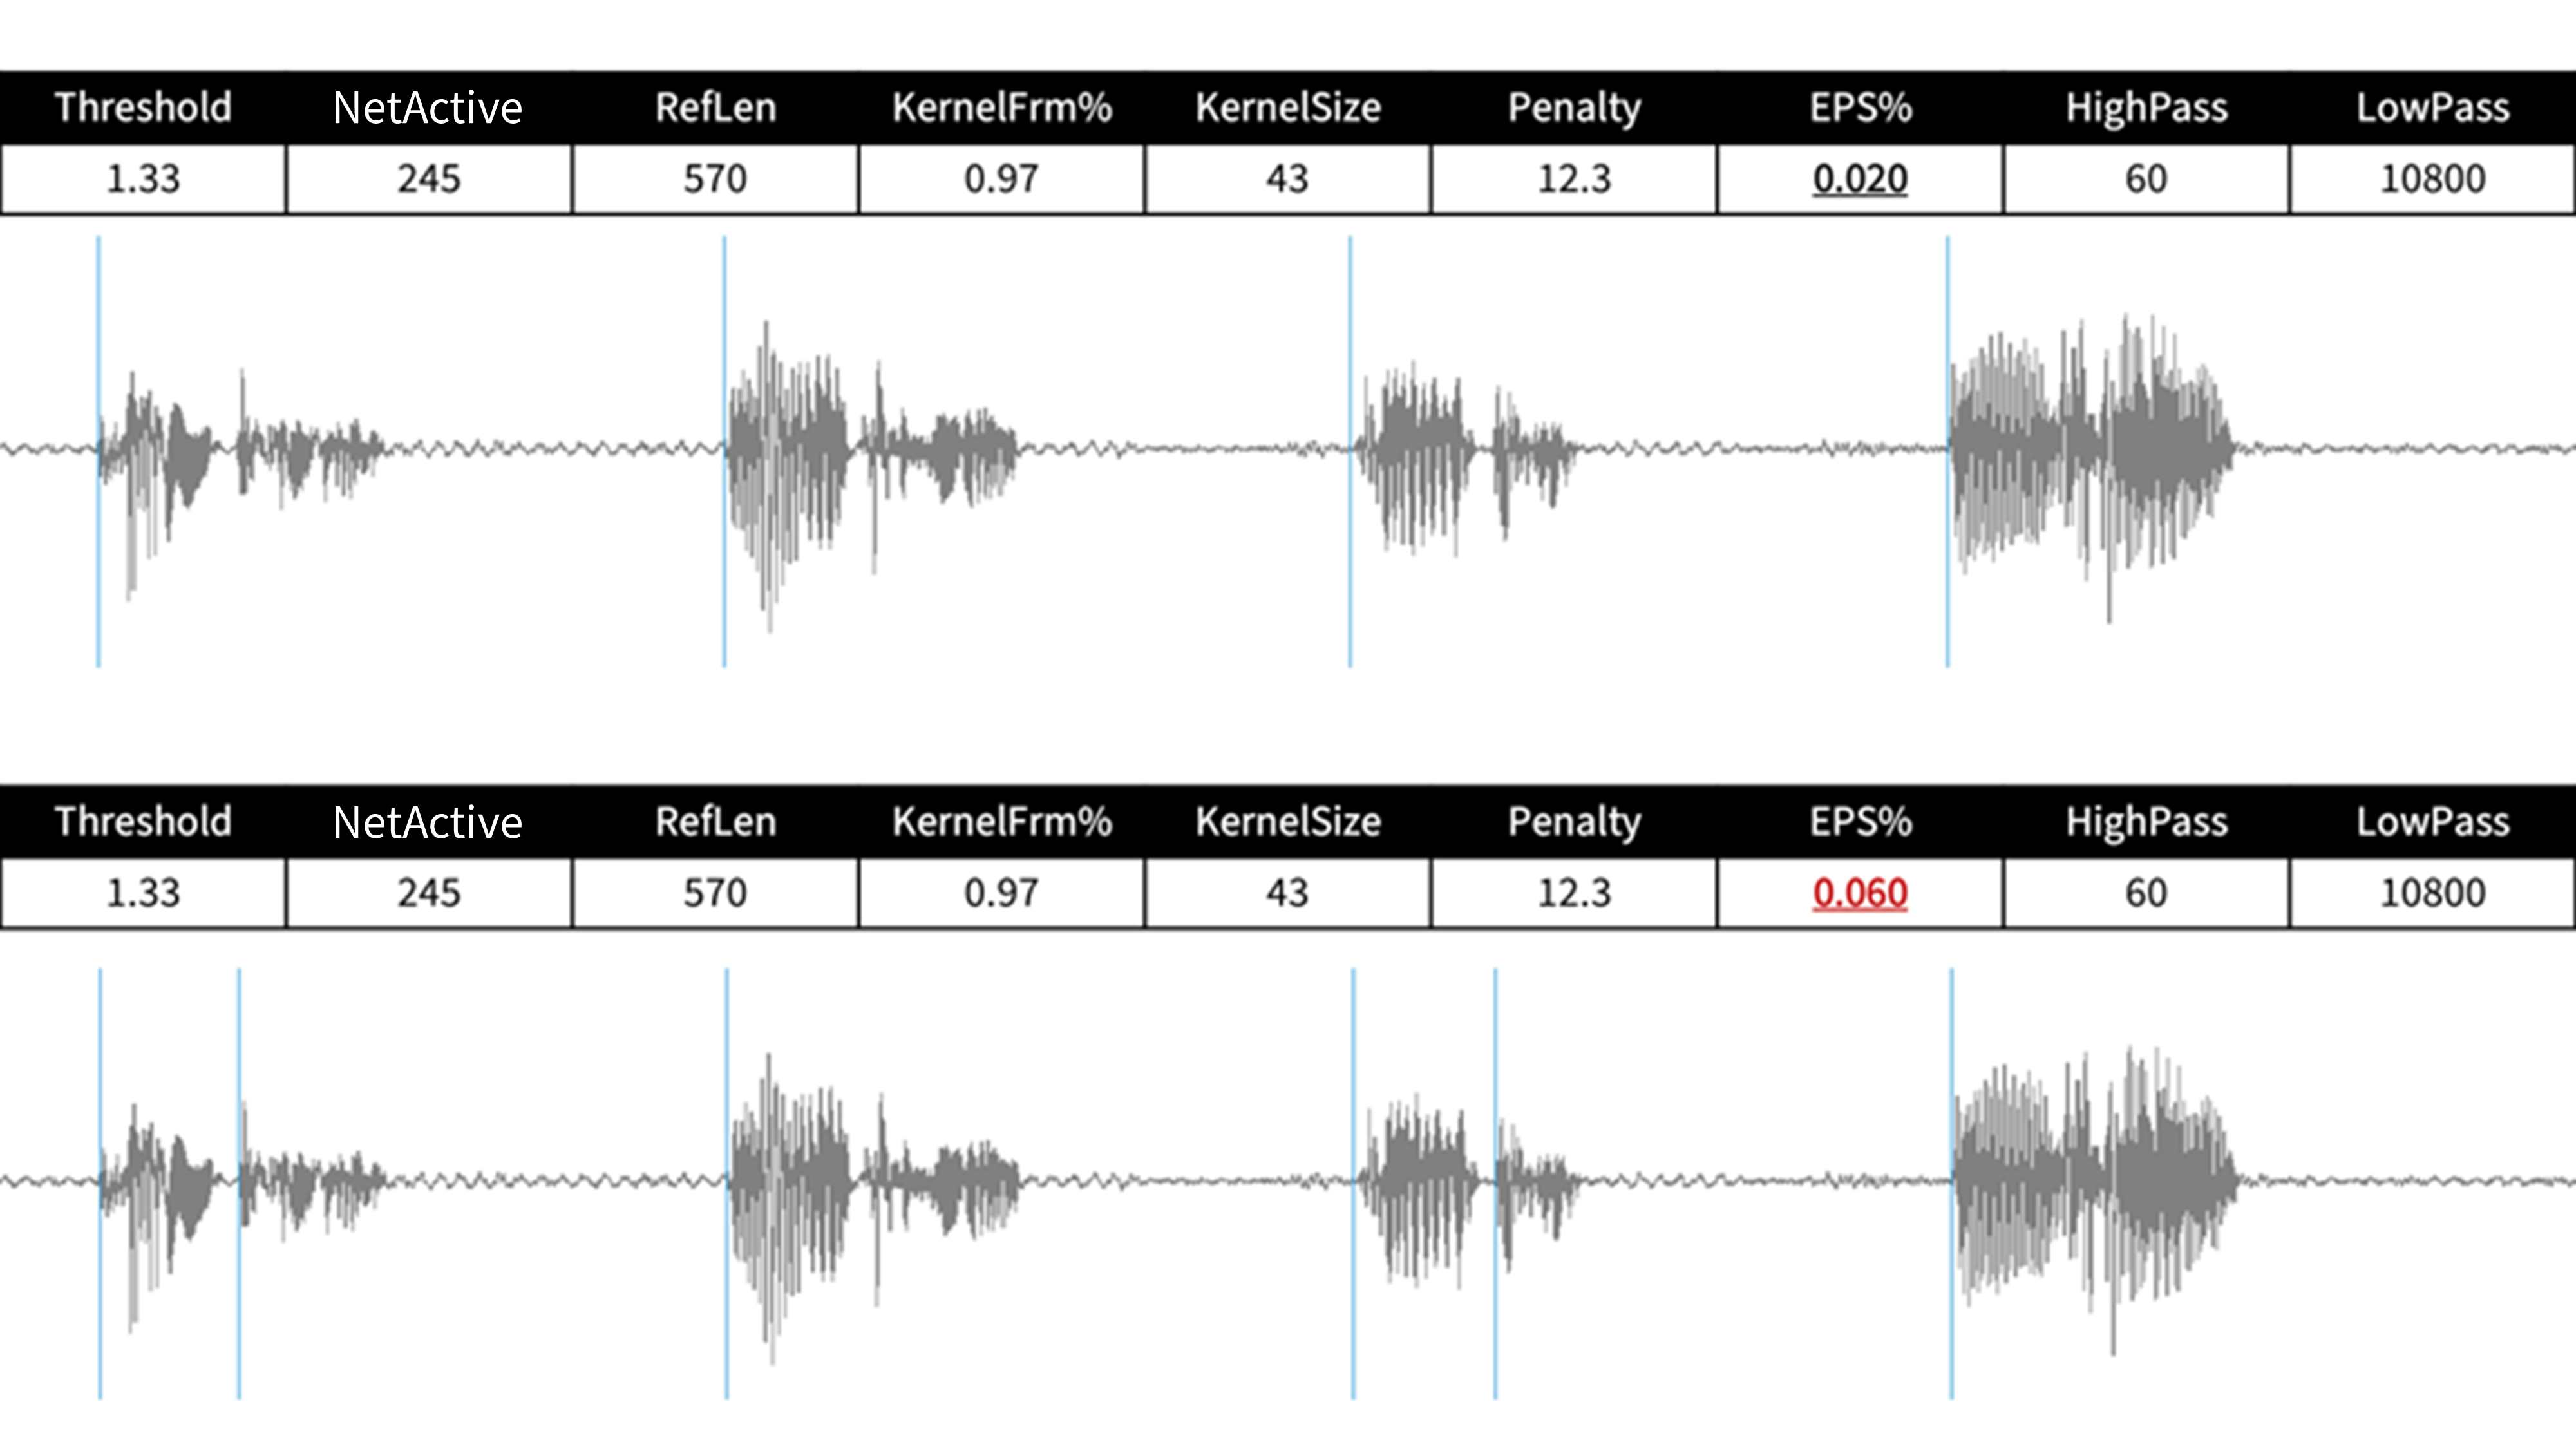 Threshold NetActive RefLen KernelFrm% KernelSize Penalty EPS% HighPass LowPass
1.33 245 570 0.97 43 12.3 0.020 60 10800
Threshold NetActive RefLen KernelFrm% KernelSize Penalty EPS% HighPass LowPass
1.33 245 570 0.97 43 12.3 0.060 60 10800